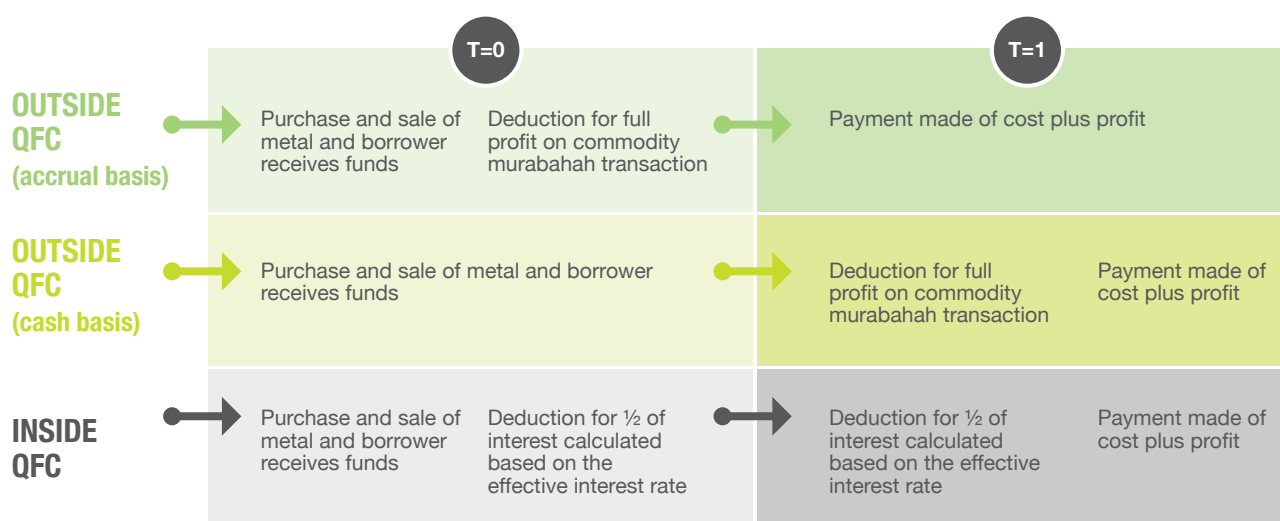 T=0
T=1
OUTSIDE
QFC
(accrual basis)
Purchase and sale of
metal and borrower
receives funds
Deduction for full
profit on commodity
murabahah transaction
Payment made of cost plus profit
OUTSIDE
QFC
(cash basis)
Purchase and sale of metal and borrower
receives funds
Deduction for full
profit on commodity
murabahah transaction
Payment made of
cost plus profit
INSIDE
QFC
Purchase and sale of
metal and borrower
receives funds
Deduction for ½ of
interest calculated
based on the
effective interest rate
Deduction for ½ of
interest calculated
based on the effective
interest rate
Payment made of
cost plus profit